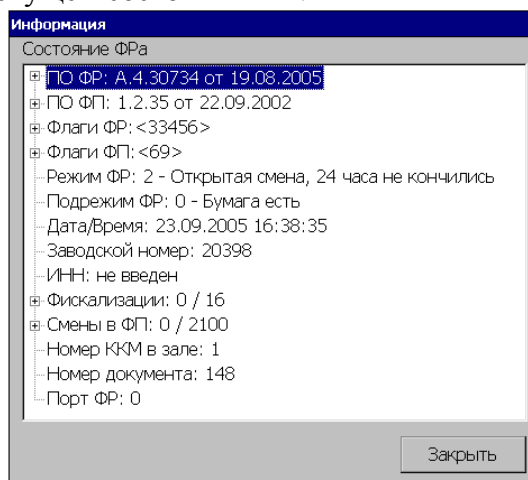 Информация
Состояние ФРа
ПО ФР: A.4.30734 от 19.08.2005
ПО ФП: 1.2.35 от 22.09.2002
Флаги ФР:<33456>
Флаги ФП:<69>
Режим ФР: 2 - Открытая смена, 24 часа не кончились
Подрежим ФР: 0 - Бумага есть
Дата/Время: 23.09.2005 16:38:35
Заводской номер: 20398
ИНН: не введен
Фискализации: 0 / 16
Смены в ФП: 0 / 2100
Номер ККМ в зале: 1
Номер документа: 148
Порт ФР: 0
Закрыть